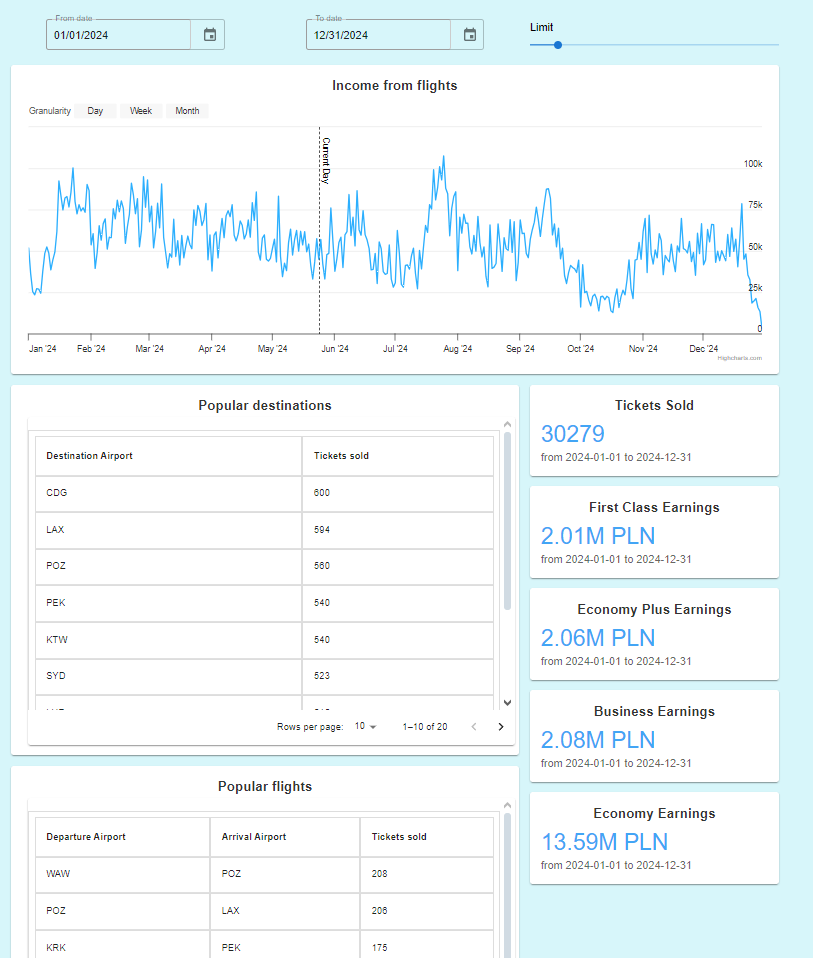 From date
To date
Limit
01/01/2024
12/31/2024
Income from flights
Granularity Day Week Month
Current Day
100k
75k
50k
25k
0
Jan '24 Feb '24 Mar '24 Apr '24 May '24 Jun '24 Jul '24 Aug '24 Sep '24 Oct '24 Nov '24 Dec '24
Highcharts.com
Popular destinations
Destination Airport Tickets sold
CDG 600
LAX 594
POZ 560
PEK 540
KTW 540
SYD 523
Rows per page: 10 1–10 of 20
Popular flights
Departure Airport Arrival Airport Tickets sold
WAW POZ 208
POZ LAX 206
KRK PEK 175
Tickets Sold
30279
from 2024-01-01 to 2024-12-31
First Class Earnings
2.01M PLN
from 2024-01-01 to 2024-12-31
Economy Plus Earnings
2.06M PLN
from 2024-01-01 to 2024-12-31
Business Earnings
2.08M PLN
from 2024-01-01 to 2024-12-31
Economy Earnings
13.59M PLN
from 2024-01-01 to 2024-12-31